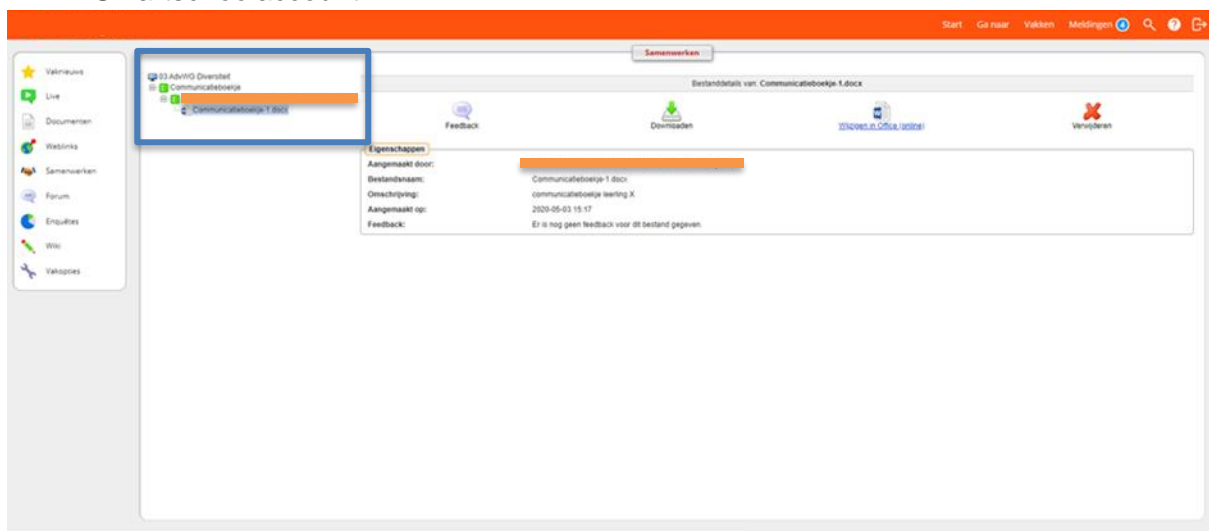 Start Ga naar Vakken Meldingen 4
Samenwerken
Vaknieuws
Live
Documenten
Weblinks
Samenwerken
Forum
Enquêtes
Wiki
Vakopties
03 AdvWG Diversiteit
Communicatieboekje
Communicatieboekje-1.docx
Bestanddetails van: Communicatieboekje-1.docx
Feedback Downloaden Wijzigen in Office (online) Verwijderen
Eigenschappen
Aangemaakt door:
Bestandsnaam: Communicatieboekje-1.docx
Omschrijving: communicatieboekje leerling X
Aangemaakt op: 2020-05-03 15:17
Feedback: Er is nog geen feedback voor dit bestand gegeven.